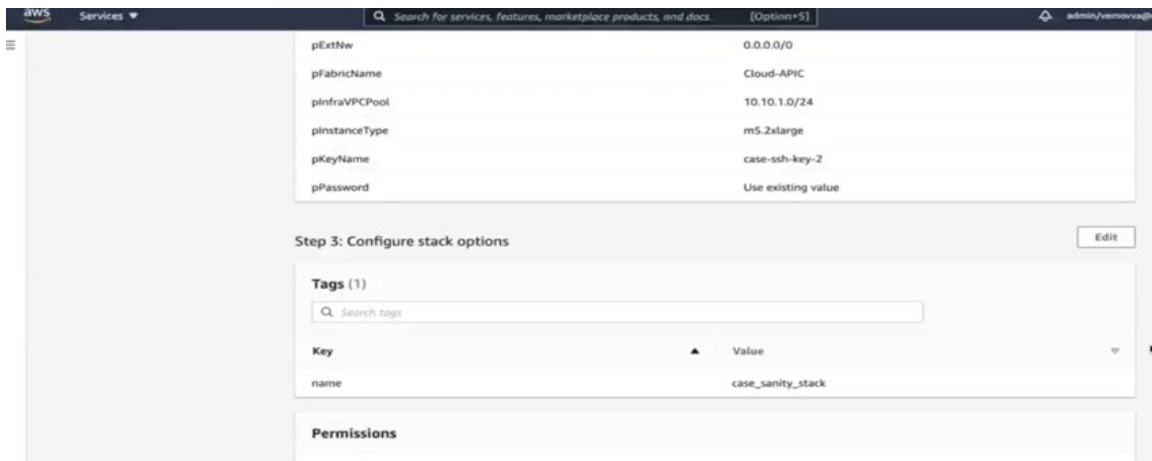 aws Services ▼ Search for services, features, marketplace products, and docs. [Option+S]
pExtNw 0.0.0.0/0
pFabricName Cloud-APIC
pInfraVPCPool 10.10.1.0/24
pInstanceType m5.2xlarge
pKeyName case-ssh-key-2
pPassword Use existing value
Step 3: Configure stack options Edit
Tags (1)
Search tags
Key ▲ Value
name case_sanity_stack
Permissions